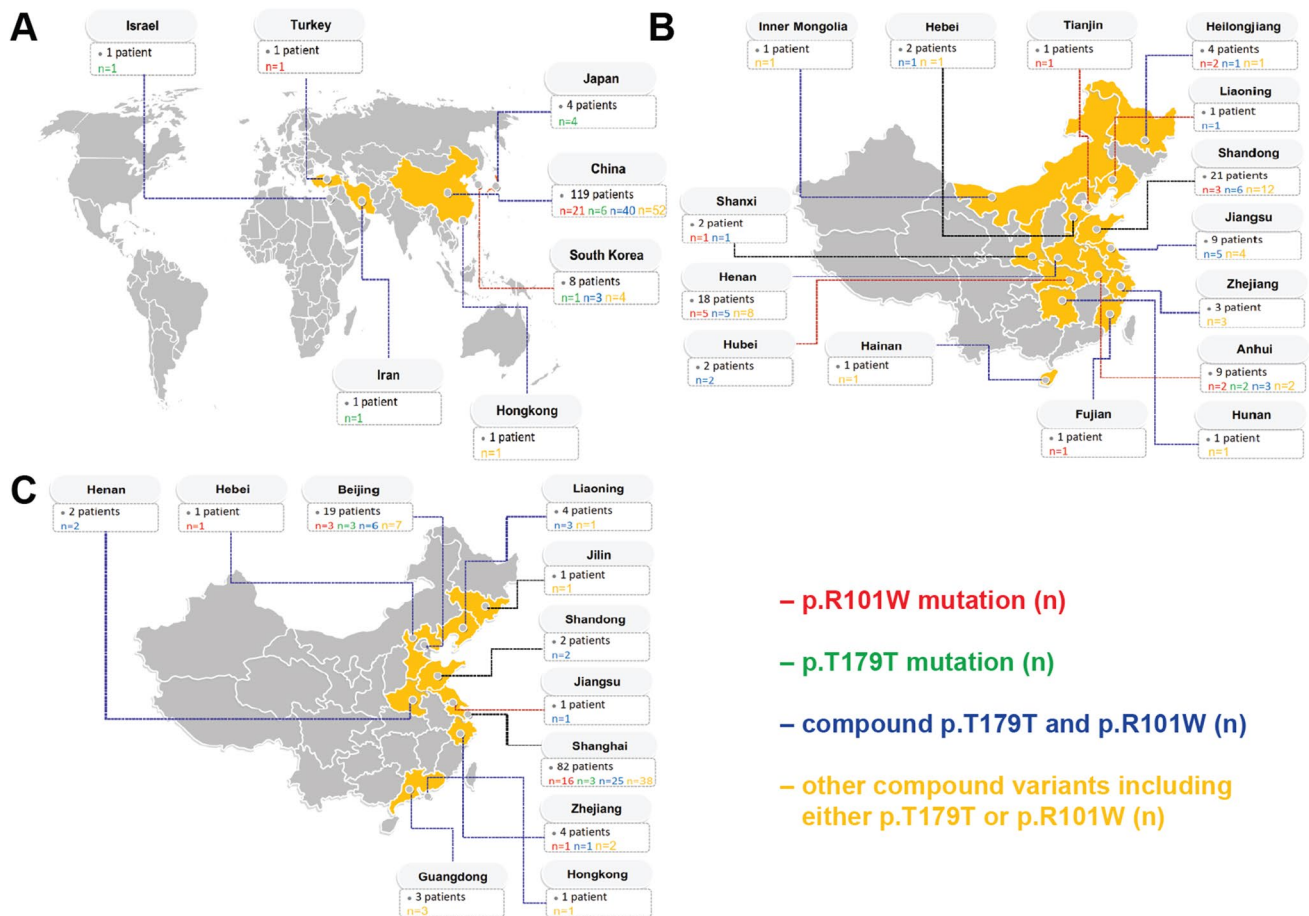 A
Israel
• 1 patient
n=1
Turkey
• 1 patient
n=1
Japan
• 4 patients
n=4
China
• 119 patients
n=21 n=6 n=40 n=52
South Korea
• 8 patients
n=1 n=3 n=4
Iran
• 1 patient
n=1
Hongkong
• 1 patient
n=1
B
Inner Mongolia
• 1 patient
n=1
Hebei
• 2 patients
n=1 n =1
Tianjin
• 1 patients
n=1
Heilongjiang
• 4 patients
n=2 n=1 n=1
Liaoning
• 1 patient
n=1
Shandong
• 21 patients
n=3 n=6 n=12
Shanxi
• 2 patient
n=1 n=1
Jiangsu
• 9 patients
n=5 n=4
Henan
• 18 patients
n=5 n=5 n=8
Zhejiang
• 3 patient
n=3
Hubei
• 2 patients
n=2
Hainan
• 1 patient
n=1
Anhui
• 9 patients
n=2 n=2 n=3 n=2
Fujian
• 1 patient
n=1
Hunan
• 1 patient
n=1
C
Henan
• 2 patients
n=2
Hebei
• 1 patient
n=1
Beijing
• 19 patients
n=3 n=3 n=6 n=7
Liaoning
• 4 patients
n=3 n=1
Jilin
• 1 patient
n=1
Shandong
• 2 patients
n=2
Jiangsu
• 1 patient
n=1
Shanghai
• 82 patients
n=16 n=3 n=25 n=38
Zhejiang
• 4 patients
n=1 n=1 n=2
Guangdong
• 3 patients
n=3
Hongkong
• 1 patient
n=1
– p.R101W mutation (n)
– p.T179T mutation (n)
– compound p.T179T and p.R101W (n)
– other compound variants including
either p.T179T or p.R101W (n)